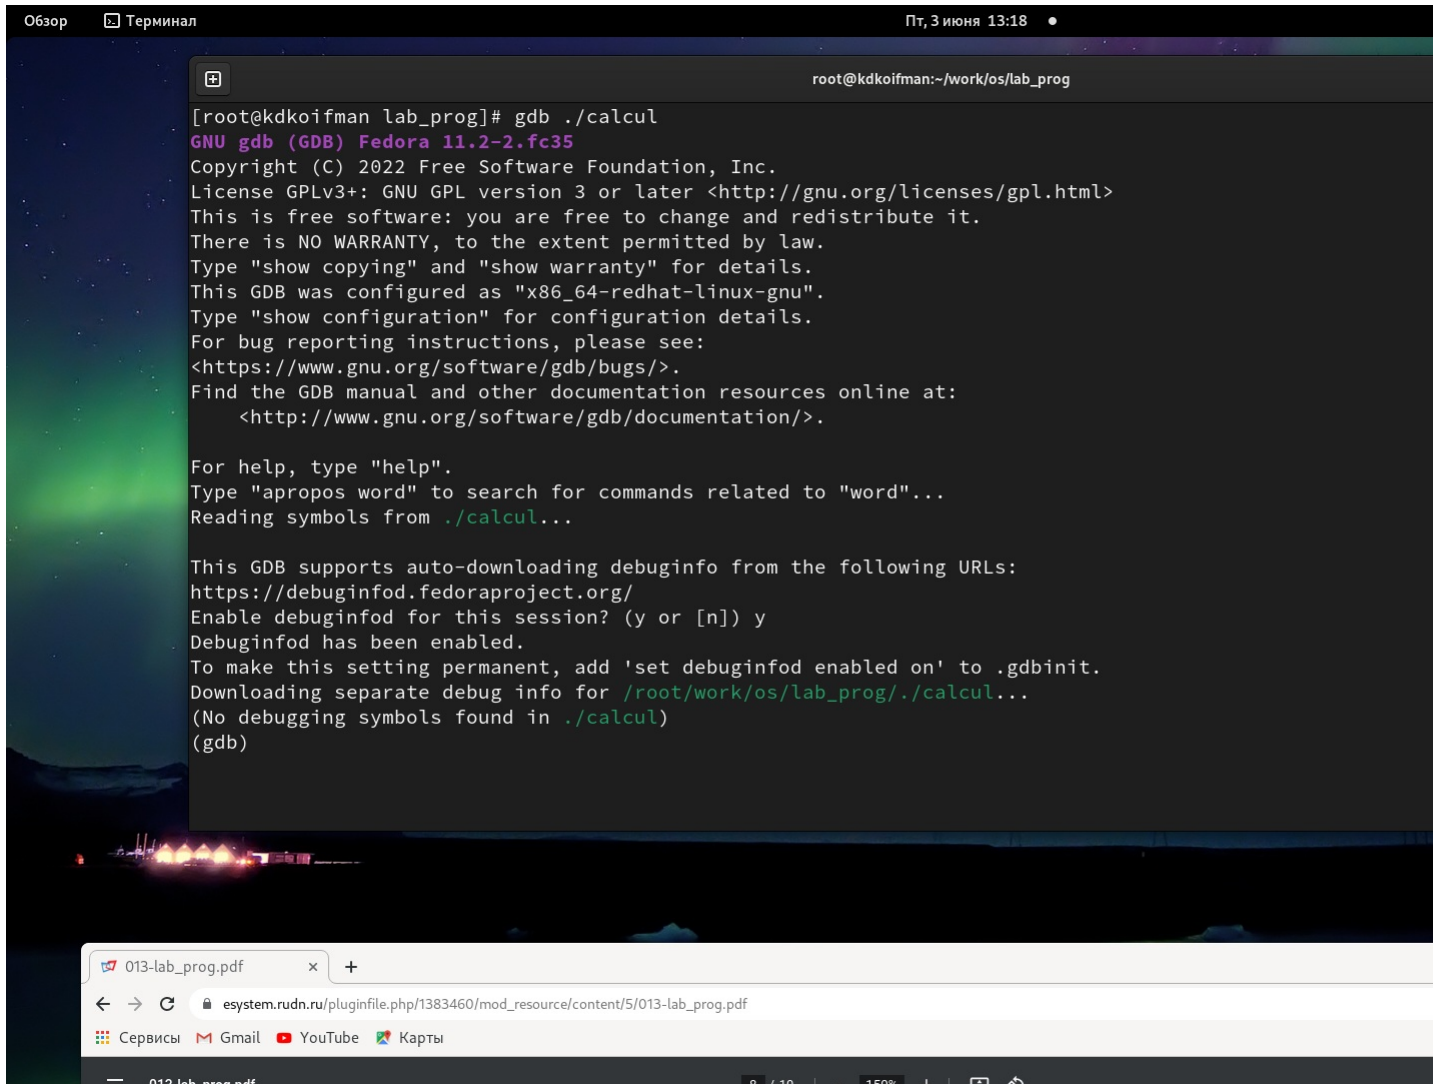 Обзор Терминал Пт, 3 июня 13:18
root@kdkoifman:~/work/os/lab_prog
[root@kdkoifman lab_prog]# gdb ./calcul
GNU gdb (GDB) Fedora 11.2-2.fc35
Copyright (C) 2022 Free Software Foundation, Inc.
License GPLv3+: GNU GPL version 3 or later <http://gnu.org/licenses/gpl.html>
This is free software: you are free to change and redistribute it.
There is NO WARRANTY, to the extent permitted by law.
Type "show copying" and "show warranty" for details.
This GDB was configured as "x86_64-redhat-linux-gnu".
Type "show configuration" for configuration details.
For bug reporting instructions, please see:
<https://www.gnu.org/software/gdb/bugs/>.
Find the GDB manual and other documentation resources online at:
    <http://www.gnu.org/software/gdb/documentation/>.

For help, type "help".
Type "apropos word" to search for commands related to "word"...
Reading symbols from ./calcul...

This GDB supports auto-downloading debuginfo from the following URLs:
https://debuginfod.fedoraproject.org/
Enable debuginfod for this session? (y or [n]) y
Debuginfod has been enabled.
To make this setting permanent, add 'set debuginfod enabled on' to .gdbinit.
Downloading separate debug info for /root/work/os/lab_prog/./calcul...
(No debugging symbols found in ./calcul)
(gdb)
013-lab_prog.pdf
esystem.rudn.ru/pluginfile.php/1383460/mod_resource/content/5/013-lab_prog.pdf
Сервисы Gmail YouTube Карты
013-lab_prog.pdf 150%